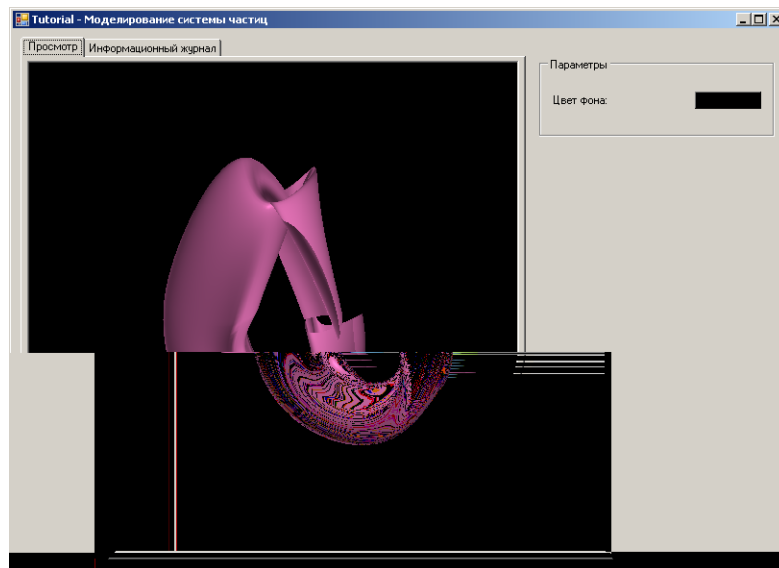 Tutorial - Моделирование системы частиц
Просмотр
Информационный журнал
Параметры
Цвет фона: